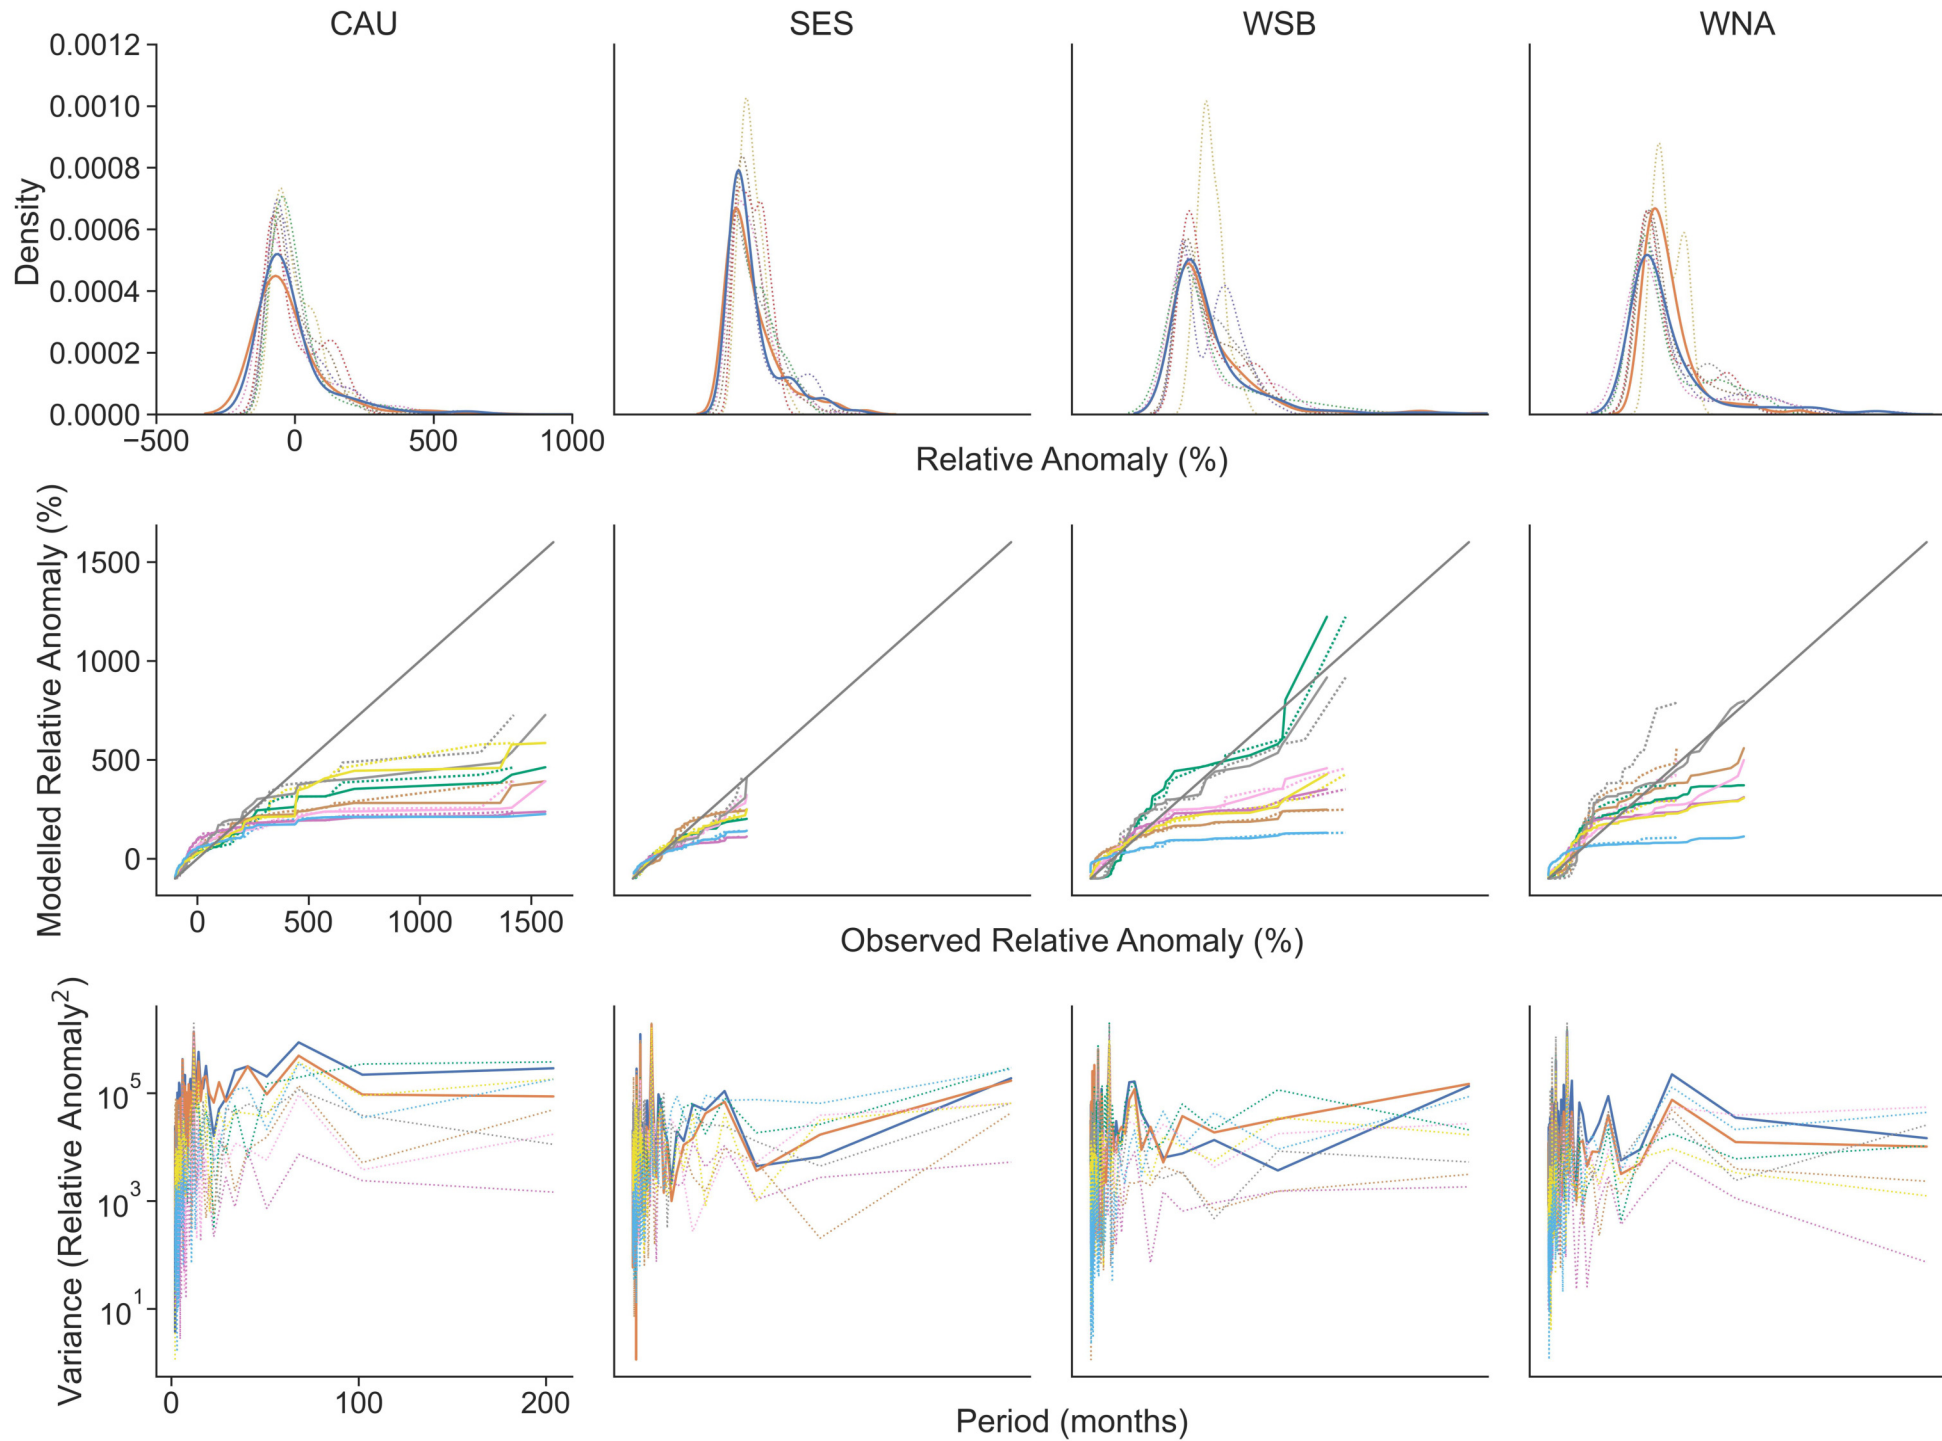 CAU SES WSB WNA
0.0012
0.0010
0.0008
0.0006
0.0004
0.0002
0.0000
Density
−500 0 500 1000
Relative Anomaly (%)
1500
1000
500
0
Modelled Relative Anomaly (%)
0 500 1000 1500
Observed Relative Anomaly (%)
10⁵
10³
10¹
Variance (Relative Anomaly²)
0 100 200
Period (months)